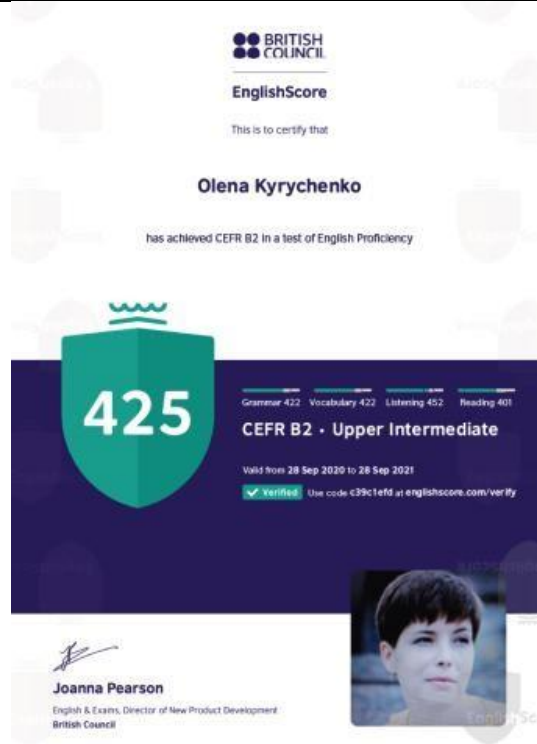 BRITISH
COUNCIL
EnglishScore
This is to certify that
Olena Kyrychenko
has achieved CEFR B2 in a test of English Proficiency
425
Grammar 422 Vocabulary 422 Listening 452 Reading 401
CEFR B2 • Upper Intermediate
Valid from 28 Sep 2020 to 28 Sep 2021
Verified Use code c39c1efd at englishscore.com/verify
Joanna Pearson
English & Exams, Director of New Product Development
British Council
EnglishSc